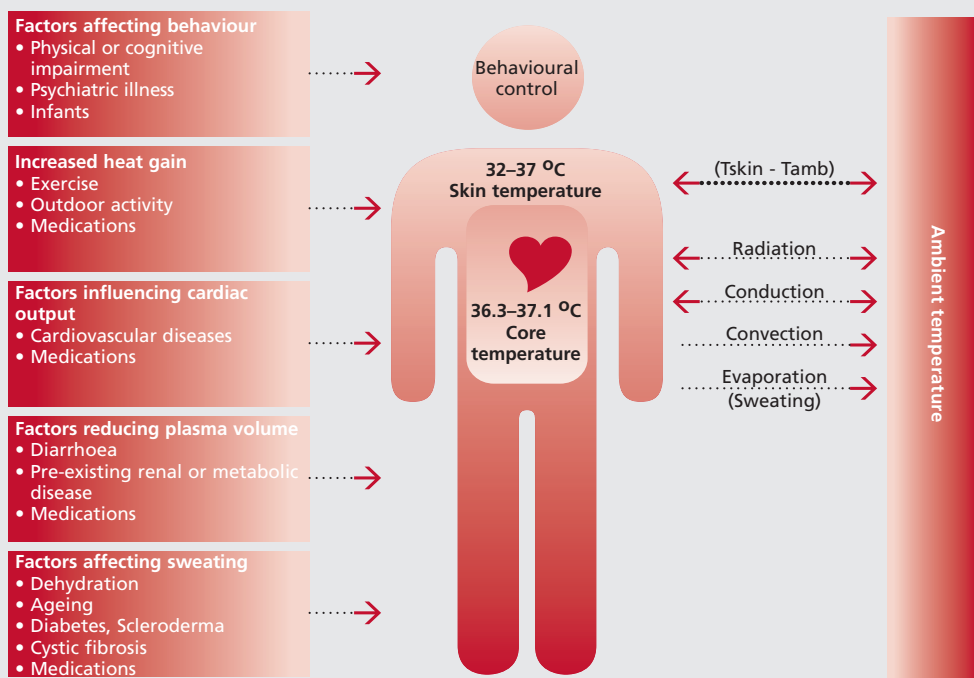 Factors affecting behaviour
• Physical or cognitive
impairment
• Psychiatric illness
• Infants
Increased heat gain
• Exercise
• Outdoor activity
• Medications
Factors influencing cardiac
output
• Cardiovascular diseases
• Medications
Factors reducing plasma volume
• Diarrhoea
• Pre-existing renal or metabolic
disease
• Medications
Factors affecting sweating
• Dehydration
• Ageing
• Diabetes, Scleroderma
• Cystic fibrosis
• Medications
Behavioural
control
32–37 ºC
Skin temperature
36.3–37.1 ºC
Core
temperature
(Tskin - Tamb)
Radiation
Conduction
Convection
Evaporation
(Sweating)
Ambient temperature